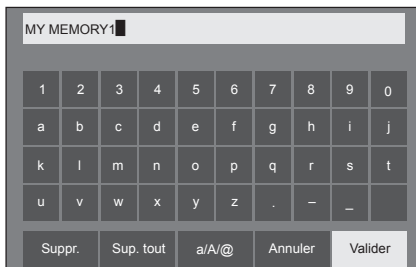 MY MEMORY1
1 2 3 4 5 6 7 8 9 0
a b c d e f g h i j
k l m n o p q r s t
u v w x y z . – _
Suppr. Sup. tout a/A/@ Annuler Valider